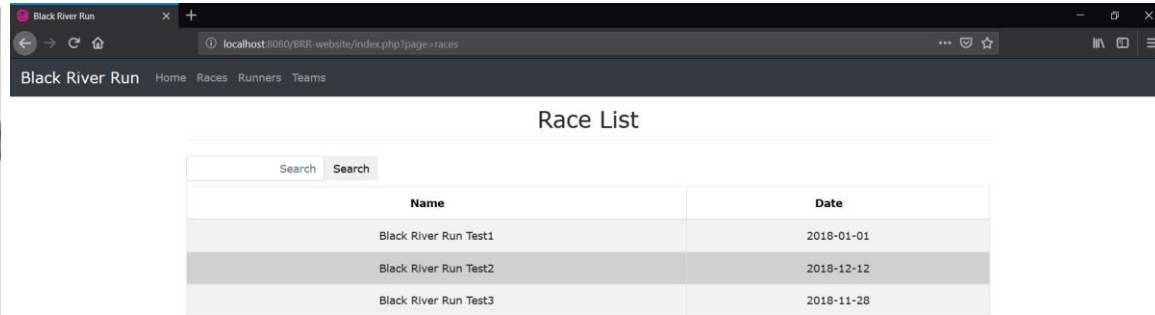 Black River Run
localhost:8080/BRR-website/index.php?page=races
Black River Run Home Races Runners Teams
Race List
Search Search
Name Date
Black River Run Test1 2018-01-01
Black River Run Test2 2018-12-12
Black River Run Test3 2018-11-28